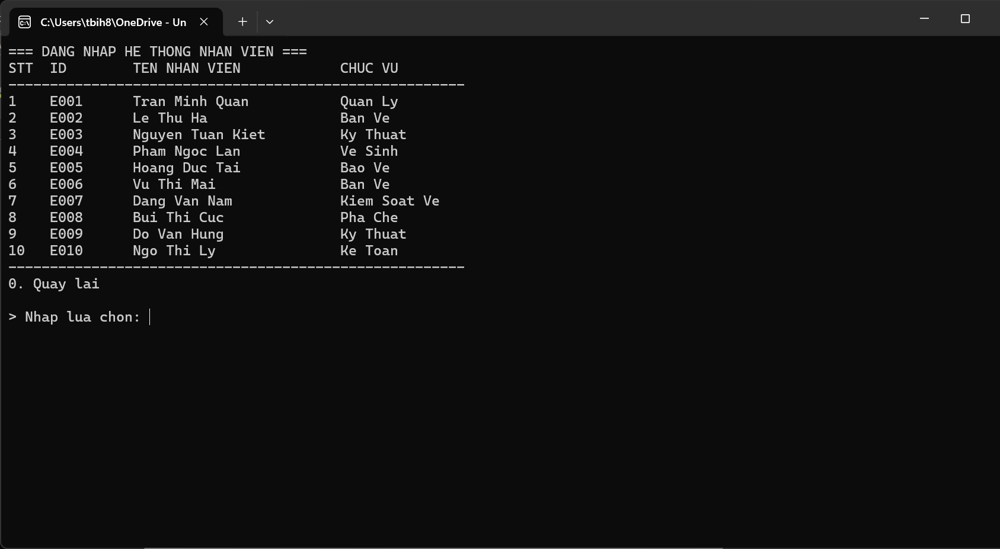 C:\Users\tbih8\OneDrive - Un
=== DANG NHAP HE THONG NHAN VIEN ===
STT ID TEN NHAN VIEN CHUC VU
-------------------------------------------------------
1 E001 Tran Minh Quan Quan Ly
2 E002 Le Thu Ha Ban Ve
3 E003 Nguyen Tuan Kiet Ky Thuat
4 E004 Pham Ngoc Lan Ve Sinh
5 E005 Hoang Duc Tai Bao Ve
6 E006 Vu Thi Mai Ban Ve
7 E007 Dang Van Nam Kiem Soat Ve
8 E008 Bui Thi Cuc Pha Che
9 E009 Do Van Hung Ky Thuat
10 E010 Ngo Thi Ly Ke Toan
-------------------------------------------------------
0. Quay lai
> Nhap lua chon: